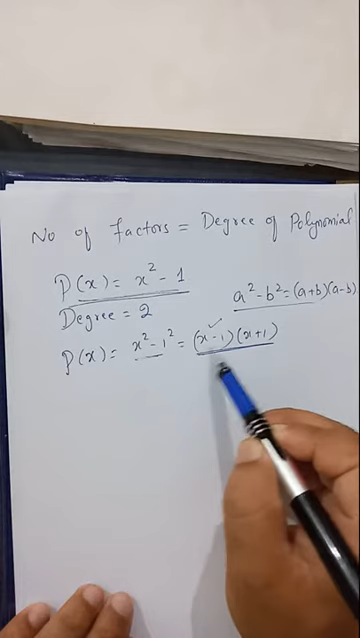 No of factors = Degree of Polynomial
P(x) = x² - 1
a² - b² = (a+b)(a-b)
Degree = 2
P(x) = x² - 1² = (x-1)(x+1)